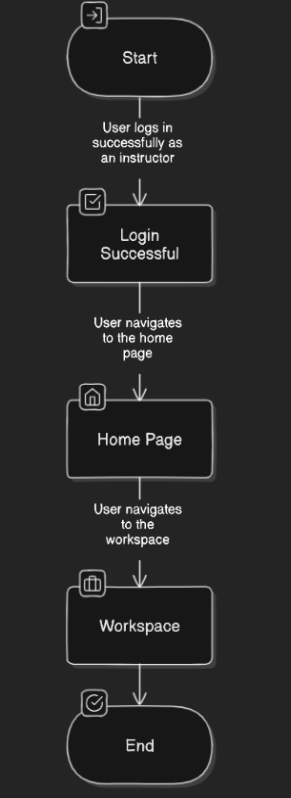 Start
User logs in
successfully as
an instructor
Login
Successful
User navigates
to the home
page
Home Page
User navigates
to the
workspace
Workspace
End